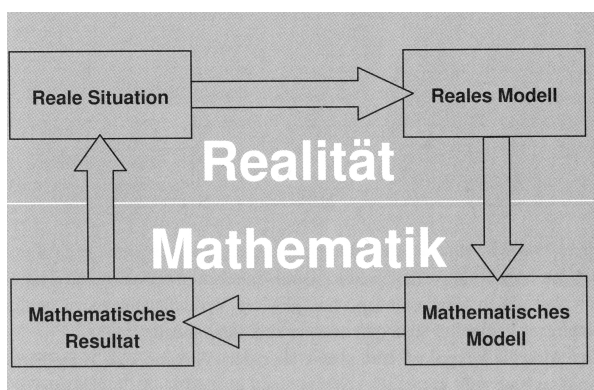 Reale Situation
Reales Modell
Realität
Mathematik
Mathematisches
Resultat
Mathematisches
Modell